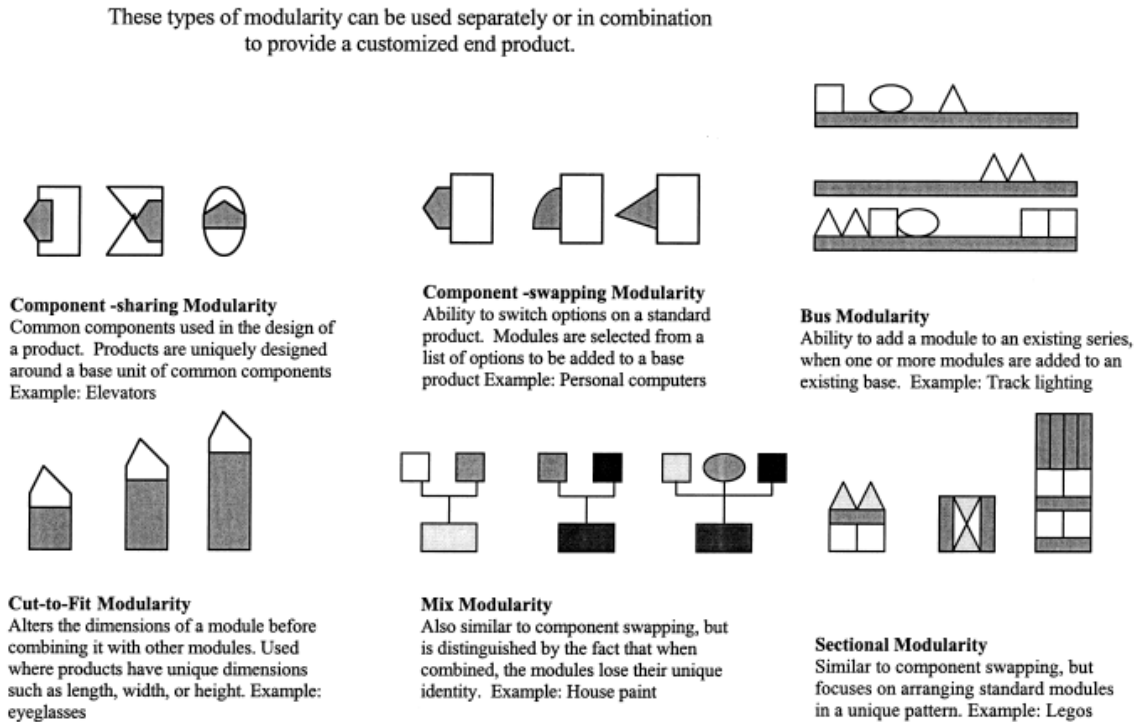 These types of modularity can be used separately or in combination
to provide a customized end product.
Component -sharing Modularity
Common components used in the design of
a product. Products are uniquely designed
around a base unit of common components
Example: Elevators
Component -swapping Modularity
Ability to switch options on a standard
product. Modules are selected from a
list of options to be added to a base
product Example: Personal computers
Bus Modularity
Ability to add a module to an existing series,
when one or more modules are added to an
existing base. Example: Track lighting
Cut-to-Fit Modularity
Alters the dimensions of a module before
combining it with other modules. Used
where products have unique dimensions
such as length, width, or height. Example:
eyeglasses
Mix Modularity
Also similar to component swapping, but
is distinguished by the fact that when
combined, the modules lose their unique
identity. Example: House paint
Sectional Modularity
Similar to component swapping, but
focuses on arranging standard modules
in a unique pattern. Example: Legos